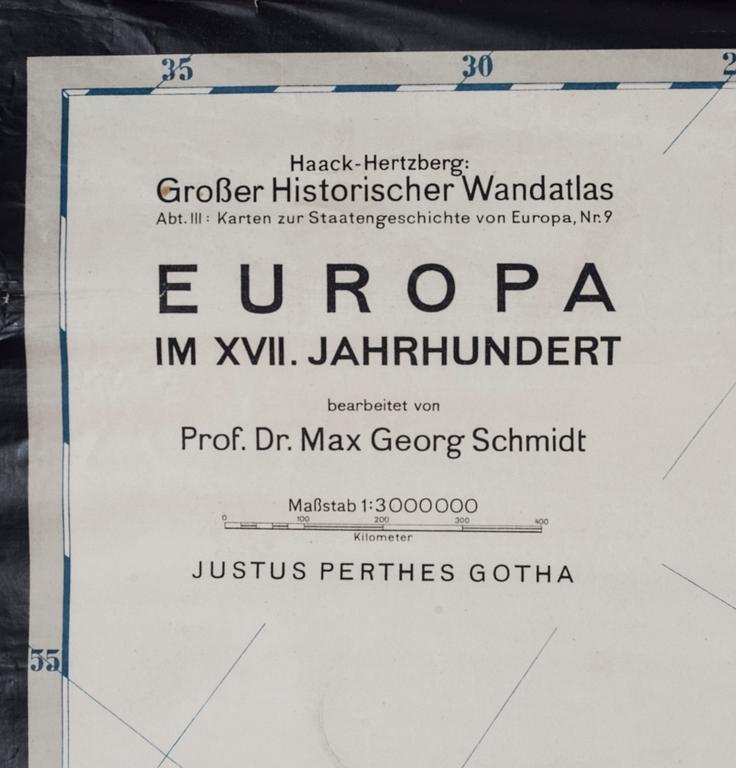 35 30 2
Haack-Hertzberg:
Großer Historischer Wandatlas
Abt. III: Karten zur Staatengeschichte von Europa, Nr. 9
EUROPA
IM XVII. JAHRHUNDERT
bearbeitet von
Prof. Dr. Max Georg Schmidt
Maßstab 1:3000000
0 100 200 300 400
Kilometer
JUSTUS PERTHES GOTHA
55